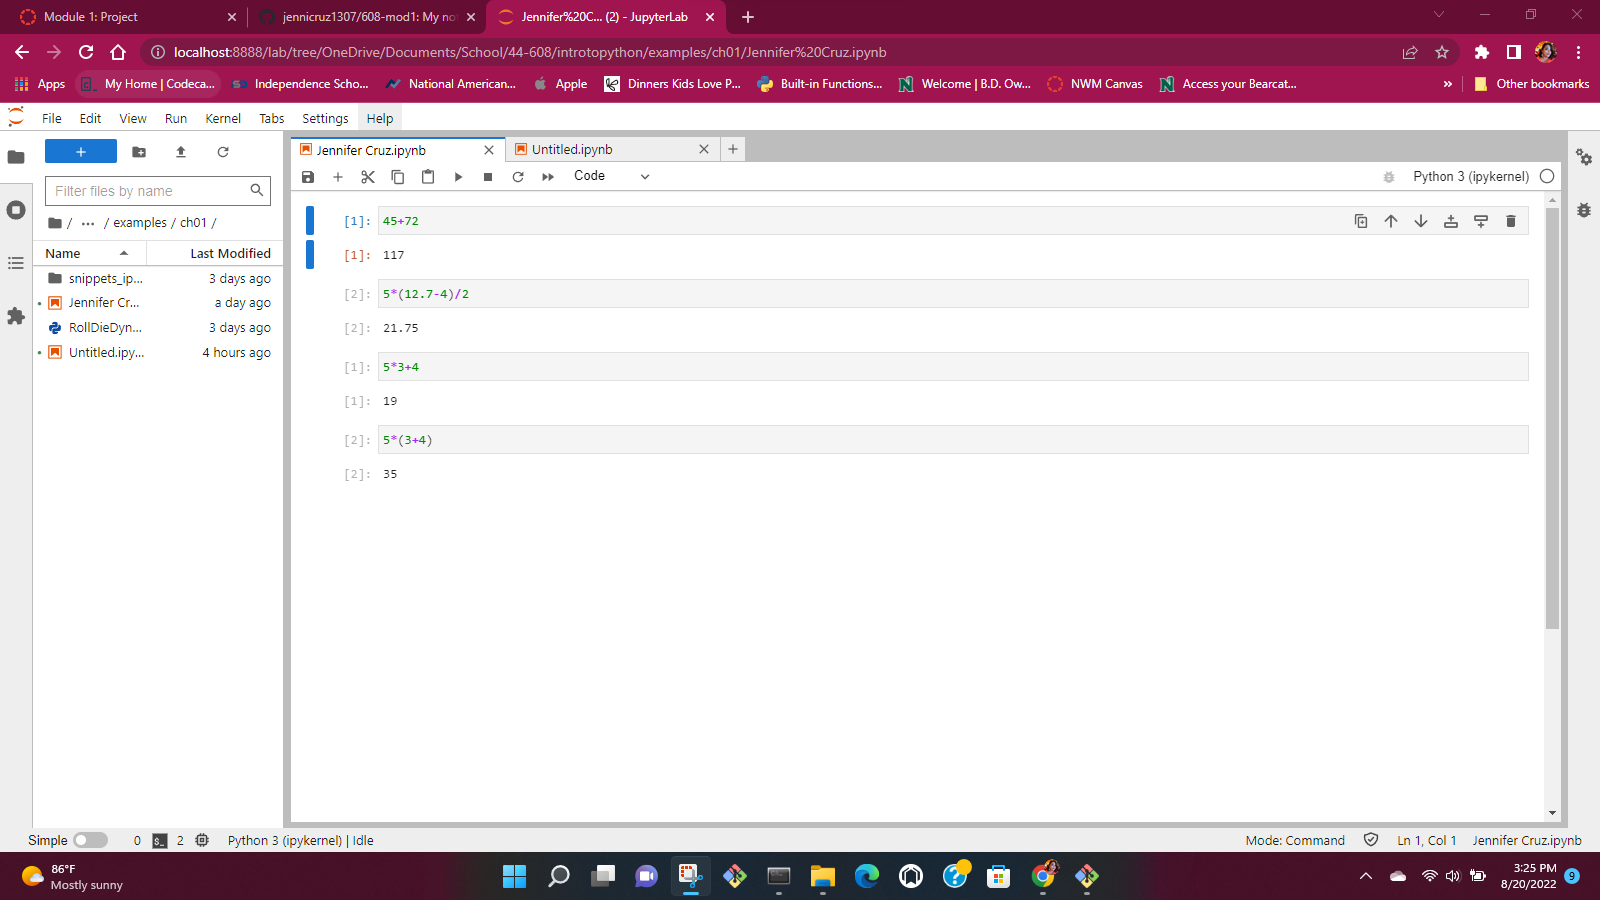 Module 1: Project
jennicruz1307/608-mod1: My no
Jennifer%20C... (2) - JupyterLab
localhost:8888/lab/tree/OneDrive/Documents/School/44-608/introtopython/examples/ch01/Jennifer%20Cruz.ipynb
Apps
My Home | Codeca...
Independence Scho...
National American...
Apple
Dinners Kids Love P...
Built-in Functions...
Welcome | B.D. Ow...
NWM Canvas
Access your Bearcat...
»
Other bookmarks
File Edit View Run Kernel Tabs Settings Help
Jennifer Cruz.ipynb
Untitled.ipynb
Code
Python 3 (ipykernel)
Filter files by name
/ ··· / examples / ch01 /
Name Last Modified
snippets_ip... 3 days ago
Jennifer Cr... a day ago
RollDieDyn... 3 days ago
Untitled.ipy... 4 hours ago
[1]: 45+72
[1]: 117
[2]: 5*(12.7-4)/2
[2]: 21.75
[1]: 5*3+4
[1]: 19
[2]: 5*(3+4)
[2]: 35
Simple 0 $_ 2 Python 3 (ipykernel) | Idle
Mode: Command Ln 1, Col 1 Jennifer Cruz.ipynb
86°F
Mostly sunny
3:25 PM
8/20/2022
9